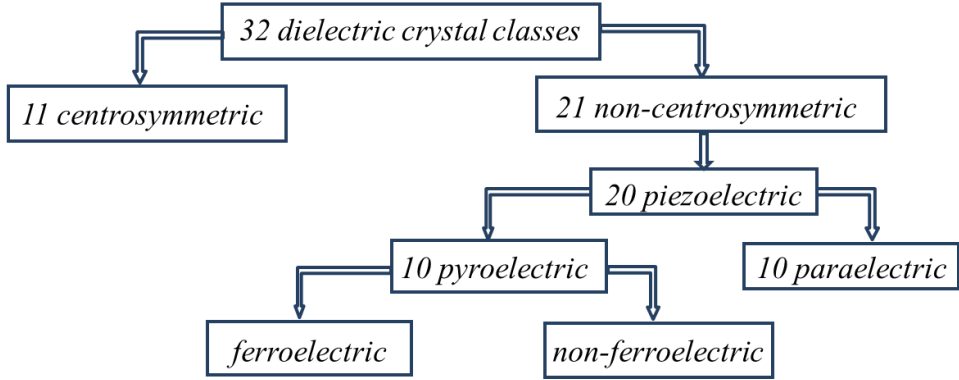 32 dielectric crystal classes
11 centrosymmetric
21 non-centrosymmetric
20 piezoelectric
10 pyroelectric
10 paraelectric
ferroelectric
non-ferroelectric